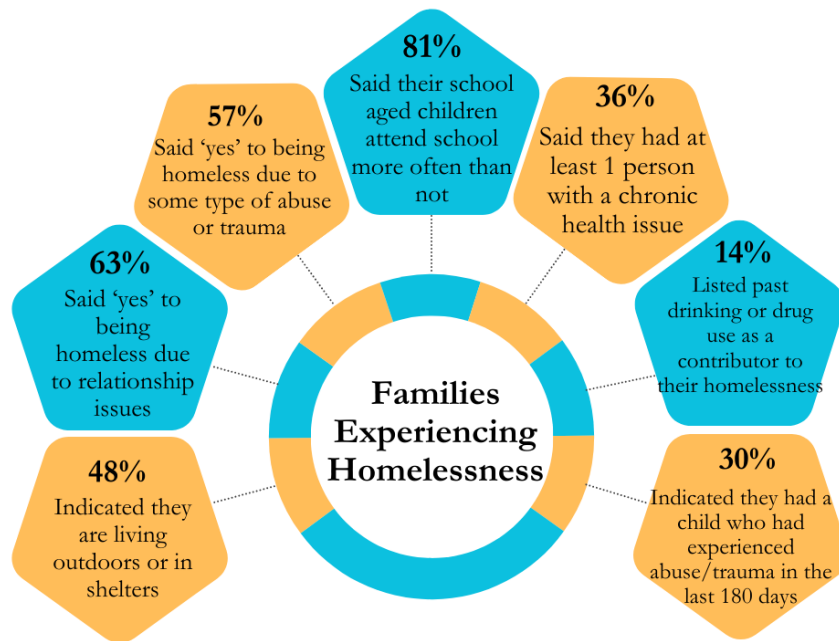 81%
Said their school
aged children
attend school
more often than
not
57%
Said 'yes' to being
homeless due to
some type of abuse
or trauma
36%
Said they had at
least 1 person
with a chronic
health issue
63%
Said 'yes' to
being
homeless due
to relationship
issues
14%
Listed past
drinking or drug
use as a
contributor to
their homelessness
Families
Experiencing
Homelessness
48%
Indicated they
are living
outdoors or in
shelters
30%
Indicated they had a
child who had
experienced
abuse/trauma in the
last 180 days